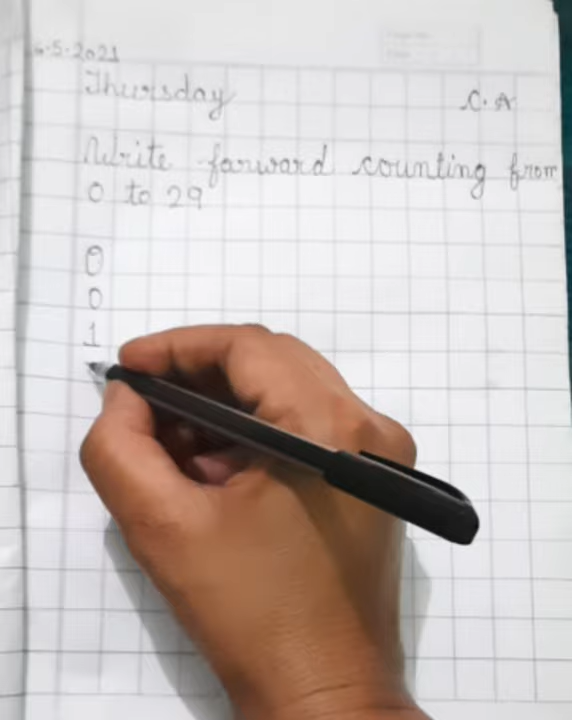 6-5-2021
Thursday C.A
Write forward counting from
0 to 29
0
0
1